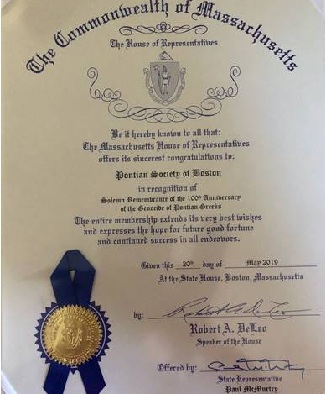 The Commonwealth of Massachusetts
The House of Representatives
Be it hereby known to all that:
The Massachusetts House of Representatives
offers its sincerest congratulations to:
Pontian Society of Boston
in recognition of
Solemn Remembrance of the 100th Anniversary
of the Genocide of Pontian Greeks
The entire membership extends its very best wishes
and expresses the hope for future good fortune
and continued success in all endeavors.
Given this 20th day of May 2019
At the State House, Boston, Massachusetts
by:
Robert A. DeLeo
Speaker of the House
Offered by:
State Representative
Paul McMurtry